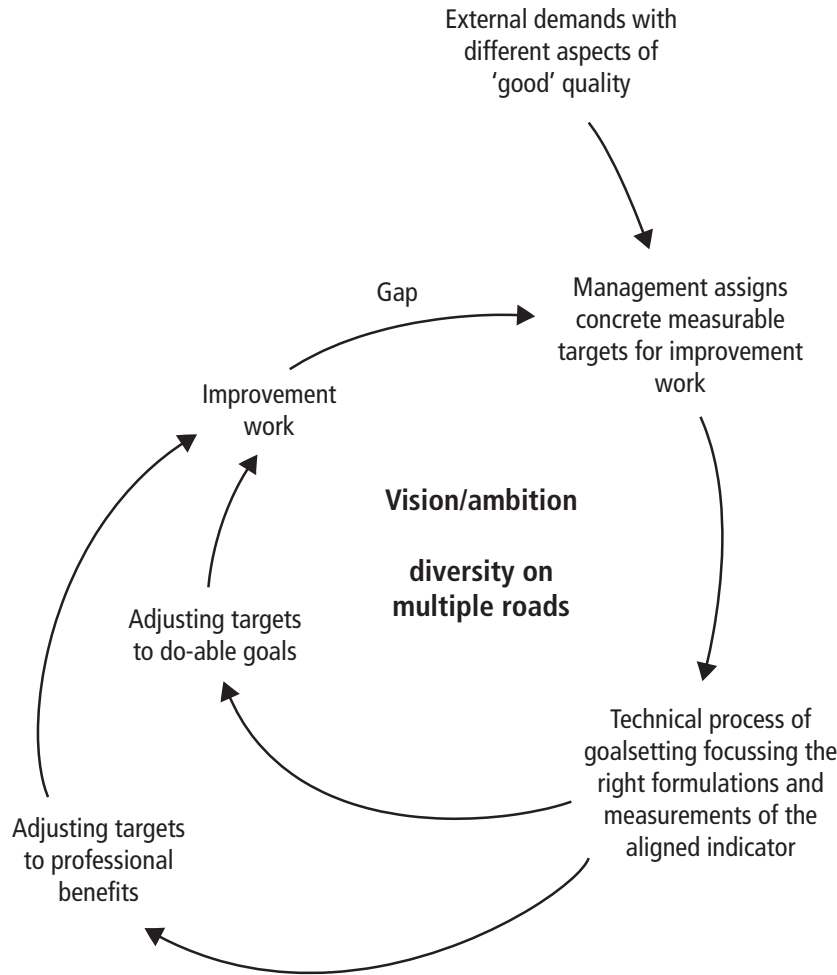 External demands with
different aspects of
‘good’ quality
Gap
Management assigns
concrete measurable
targets for improvement
work
Improvement
work
Vision/ambition
diversity on
multiple roads
Adjusting targets
to do-able goals
Technical process of
goalsetting focussing the
right formulations and
measurements of the
aligned indicator
Adjusting targets
to professional
benefits